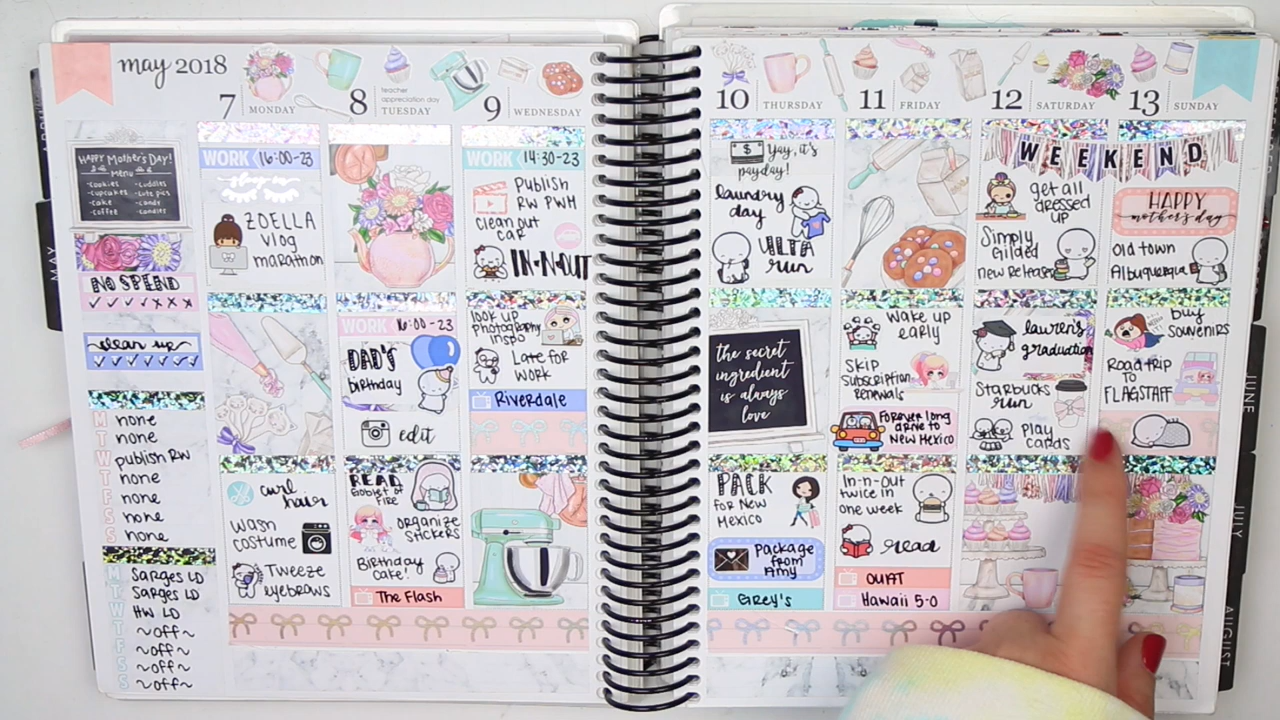 may 2018
7 MONDAY
8 TUESDAY
teacher
appreciation day
9 WEDNESDAY
HAPPY MOTHER'S DAY!
Menu
-cookies
-cupcakes
-cake
-coffee
-cuddles
-cute pics
-candy
-candles
NO SPEND
clean up
M none
T none
W publish RW
T none
F none
S none
S none
M Sarges LD
T Sarges LD
W HW LD
T ~off~
F ~off~
S ~off~
S ~off~
WORK 16:00-23
ZOELLA
vlog
marathon
curl
hair
wash
costume
Tweeze
eyebrows
WORK 16:00-23
DAD'S
birthday
edit
READ
Goblet of
Fire
organize
stickers
Birthday
cake!
The Flash
WORK 14:30-23
Publish
RW PWM
clean out
car
IN-N-OUT
look up
photography
inspo
Late for
work
Riverdale
10 THURSDAY
11 FRIDAY
12 SATURDAY
13 SUNDAY
$
yay, it's
payday!
laundry
day
ULTA
run
the secret
ingredient
is always
love
PACK
for New
Mexico
Package
from
Amy
Grey's
Wake up
early
Skip
subscription
renewals
Forever long
drive to
New Mexico
In-n-Out
twice in
one week
read
OUAT
Hawaii 5-0
WEEKEND
get all
dressed
up
Simply
Gilded
new releases
lauren's
graduation
Starbucks
run
Play
cards
HAPPY
mother's day
Old town
Albuquerque
Buy
Souvenirs
Road trip
to
FLAGSTAFF
MAY
JUNE
JULY
AUGUST